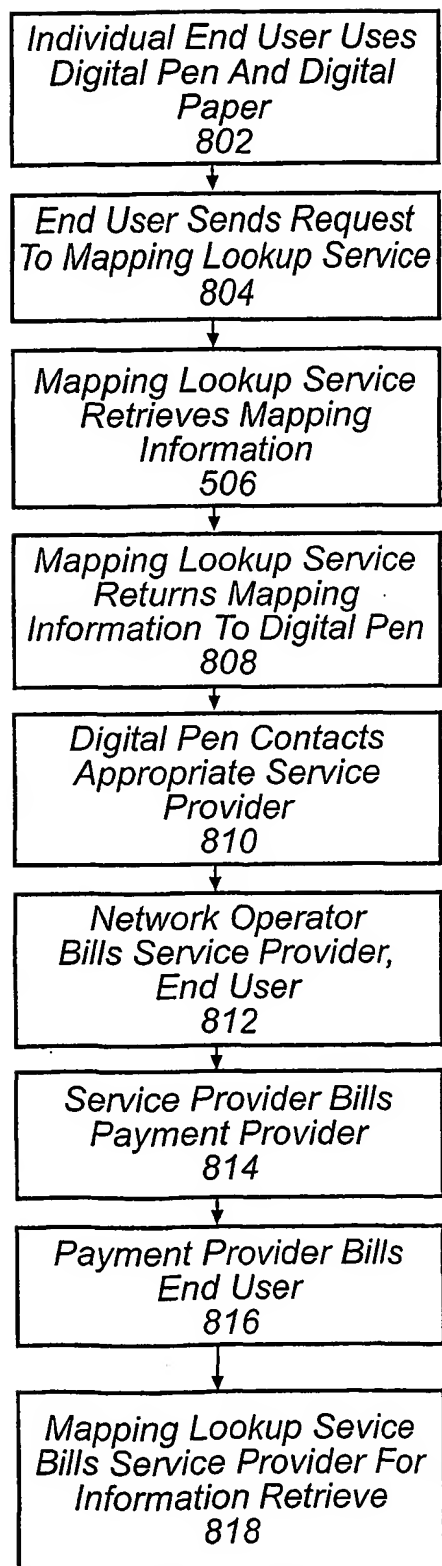 Individual End User Uses
Digital Pen And Digital
Paper
802
End User Sends Request
To Mapping Lookup Service
804
Mapping Lookup Service
Retrieves Mapping
Information
506
Mapping Lookup Service
Returns Mapping
Information To Digital Pen
808
Digital Pen Contacts
Appropriate Service
Provider
810
Network Operator
Bills Service Provider,
End User
812
Service Provider Bills
Payment Provider
814
Payment Provider Bills
End User
816
Mapping Lookup Sevice
Bills Service Provider For
Information Retrieve
818